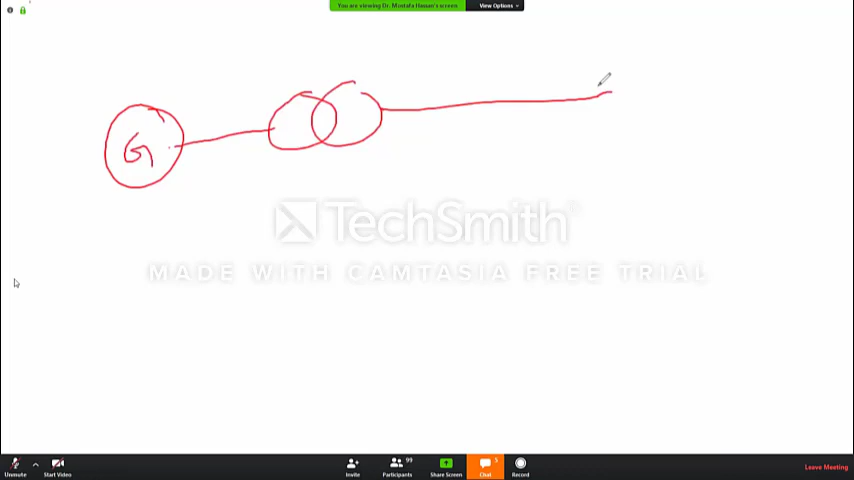 You are viewing Dr. Mostafa Hassan's screen
View Options
G
TechSmith
MADE WITH CAMTASIA FREE TRIAL
Unmute
Start Video
Invite
99
Participants
Share Screen
Chat
Record
Leave Meeting